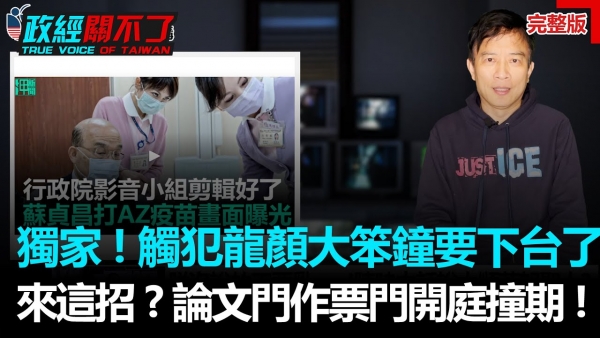 政經關不了
TRUE VOICE OF TAIWAN
完整版
行政院影音小組剪輯好了
蘇貞昌打AZ疫苗畫面曝光
JUSTICE
獨家！觸犯龍顏大笨鐘要下台了
來這招？論文門作票門開庭撞期！